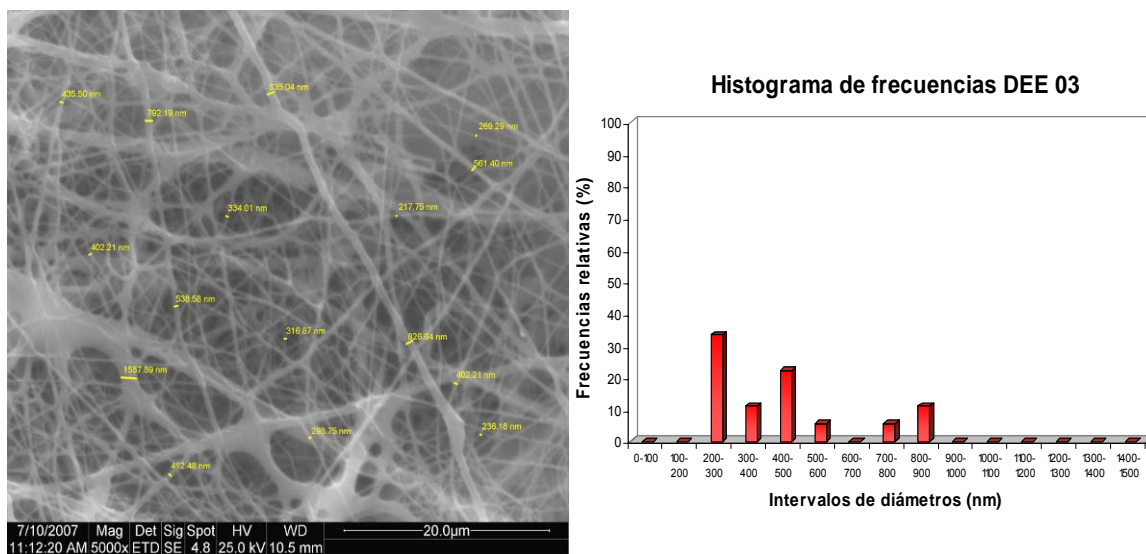 435.50 nm
792.19 nm
835.04 nm
269.29 nm
561.40 nm
334.01 nm
217.75 nm
402.21 nm
538.58 nm
316.87 nm
826.64 nm
1587.59 nm
402.21 nm
298.75 nm
236.18 nm
412.48 nm
7/10/2007 Mag Det Sig Spot HV WD 20.0µm
11:12:20 AM 5000x ETD SE 4.8 25.0 kV 10.5 mm
Histograma de frecuencias DEE 03
Frecuencias relativas (%)
100
90
80
70
60
50
40
30
20
10
0
0-100 100-200 200-300 300-400 400-500 500-600 600-700 700-800 800-900 900-1000 1000-1100 1100-1200 1200-1300 1300-1400 1400-1500
Intervalos de diámetros (nm)